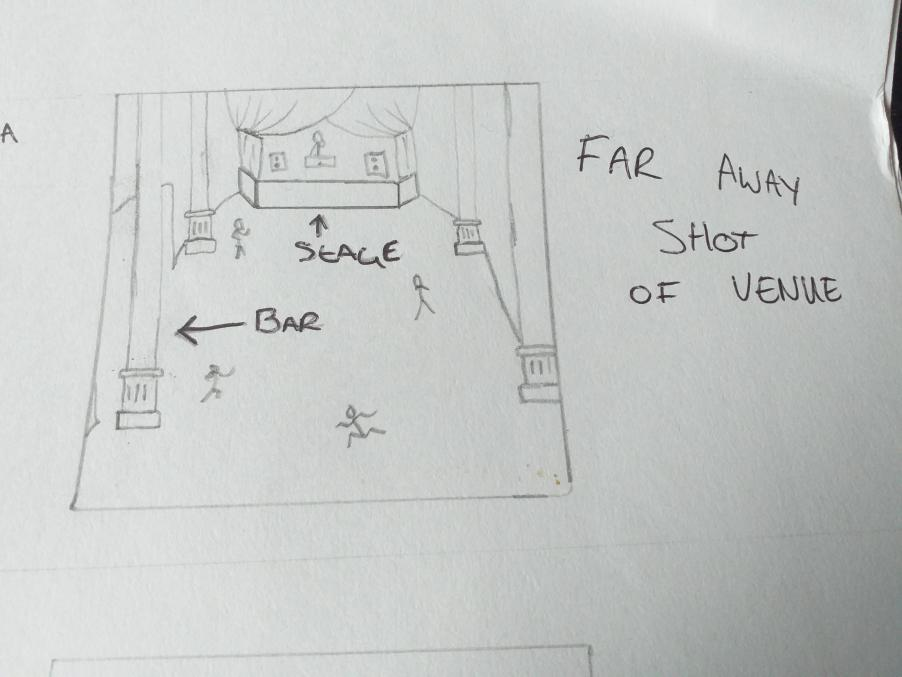 A
FAR AWAY
SHOT
OF VENUE
STAGE
BAR